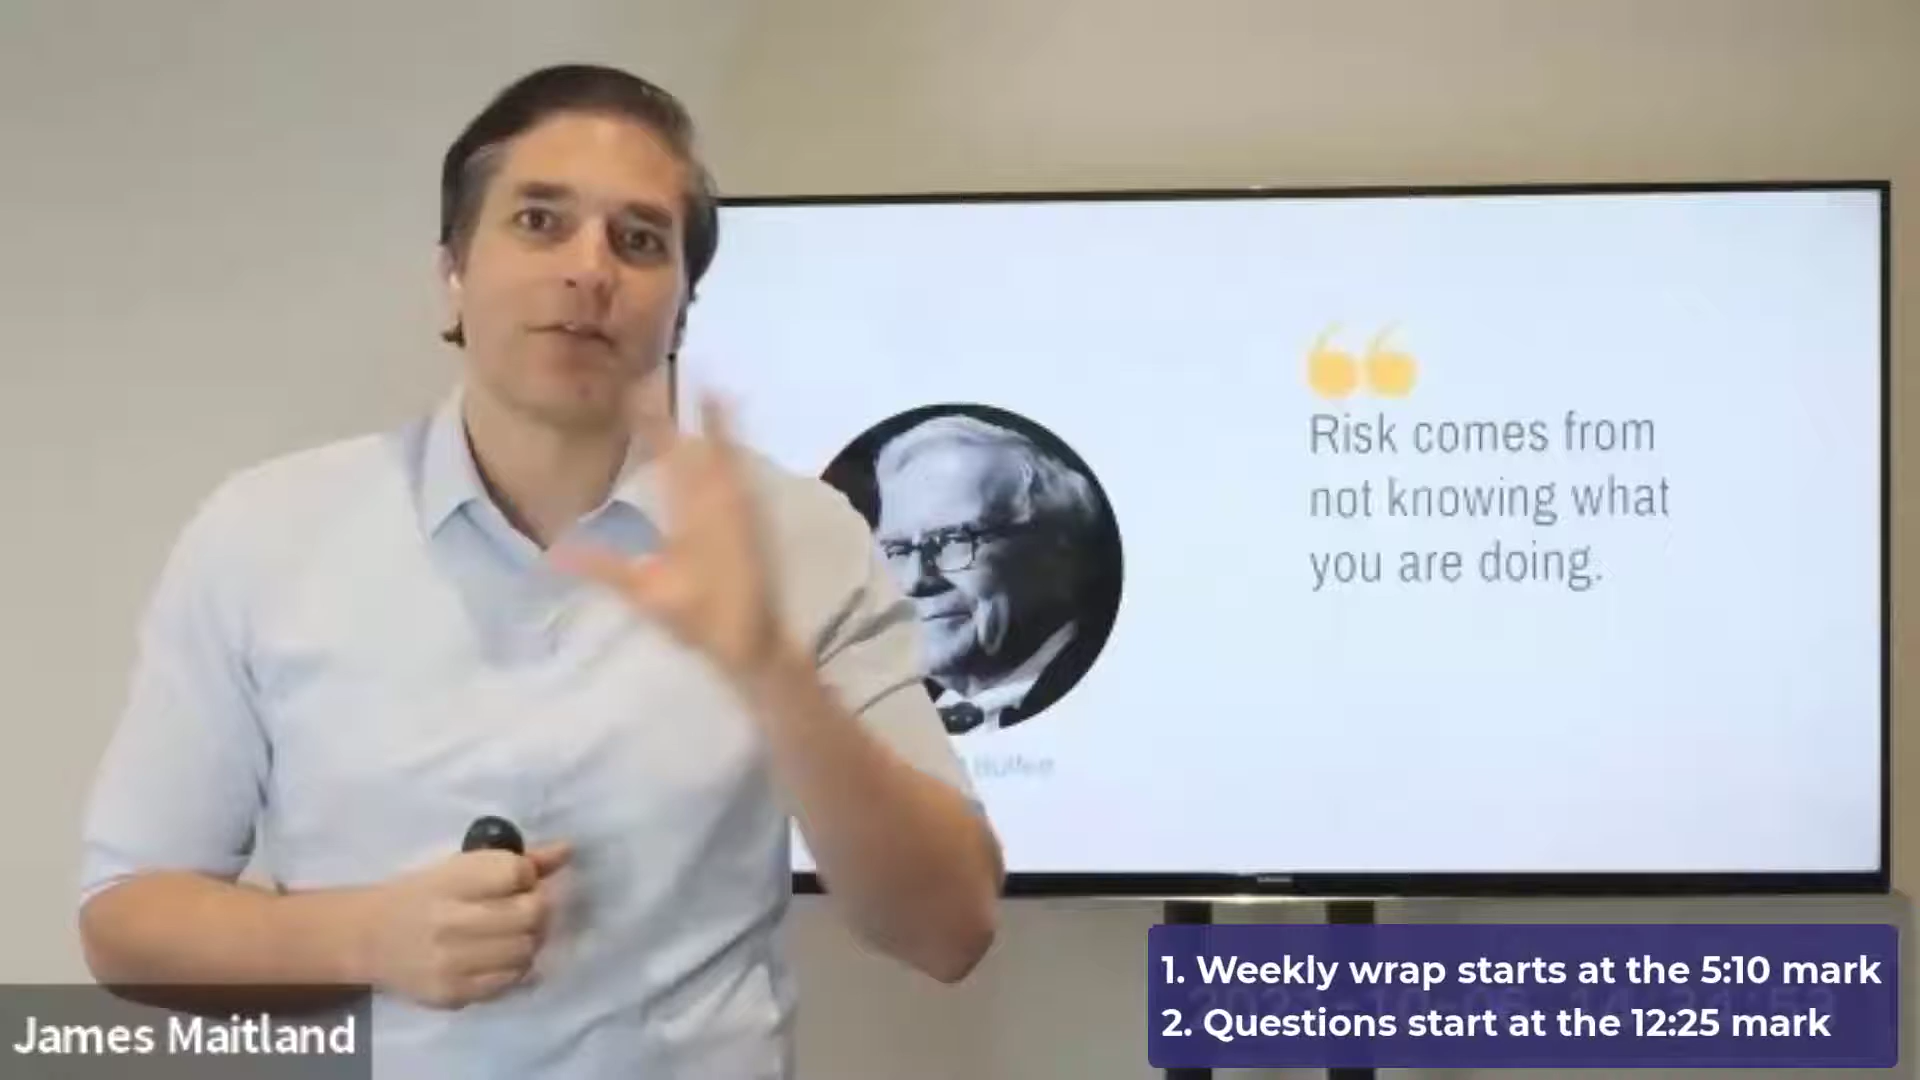 Risk comes from
not knowing what
you are doing.
Buffett
1. Weekly wrap starts at the 5:10 mark
2. Questions start at the 12:25 mark
James Maitland